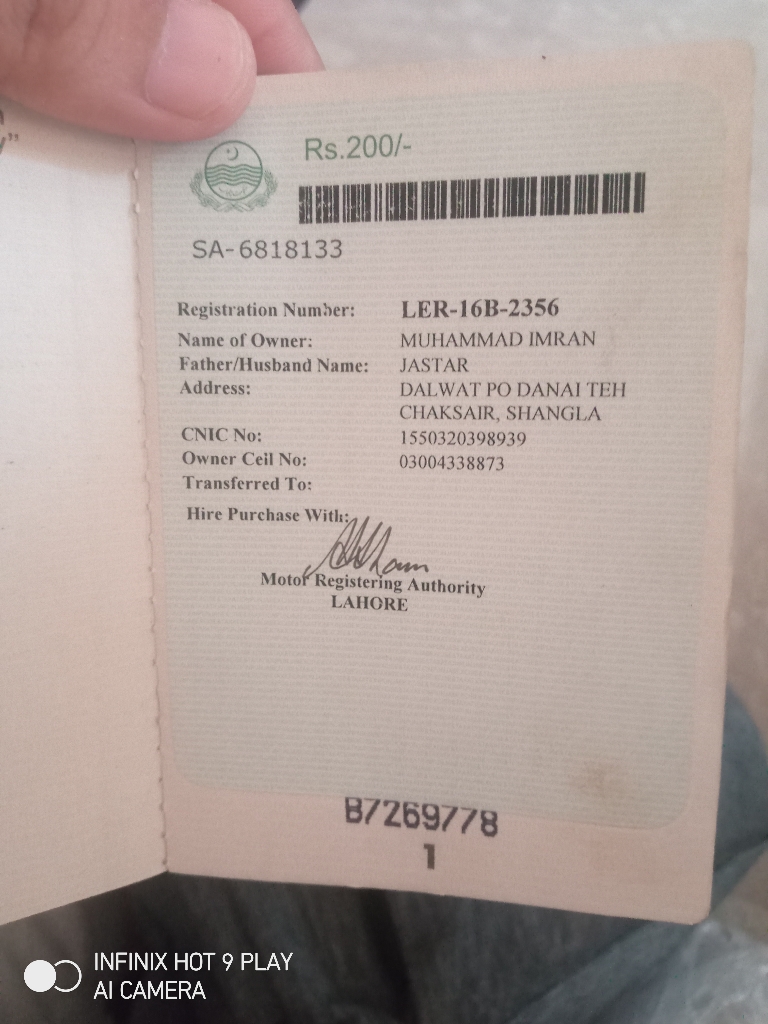 Rs.200/-
SA-6818133
Registration Number: LER-16B-2356
Name of Owner: MUHAMMAD IMRAN
Father/Husband Name: JASTAR
Address: DALWAT PO DANAI TEH
CHAKSAIR, SHANGLA
CNIC No: 1550320398939
Owner Ceil No: 03004338873
Transferred To:
Hire Purchase With:
Motor Registering Authority
LAHORE
B7269778
1
INFINIX HOT 9 PLAY
AI CAMERA